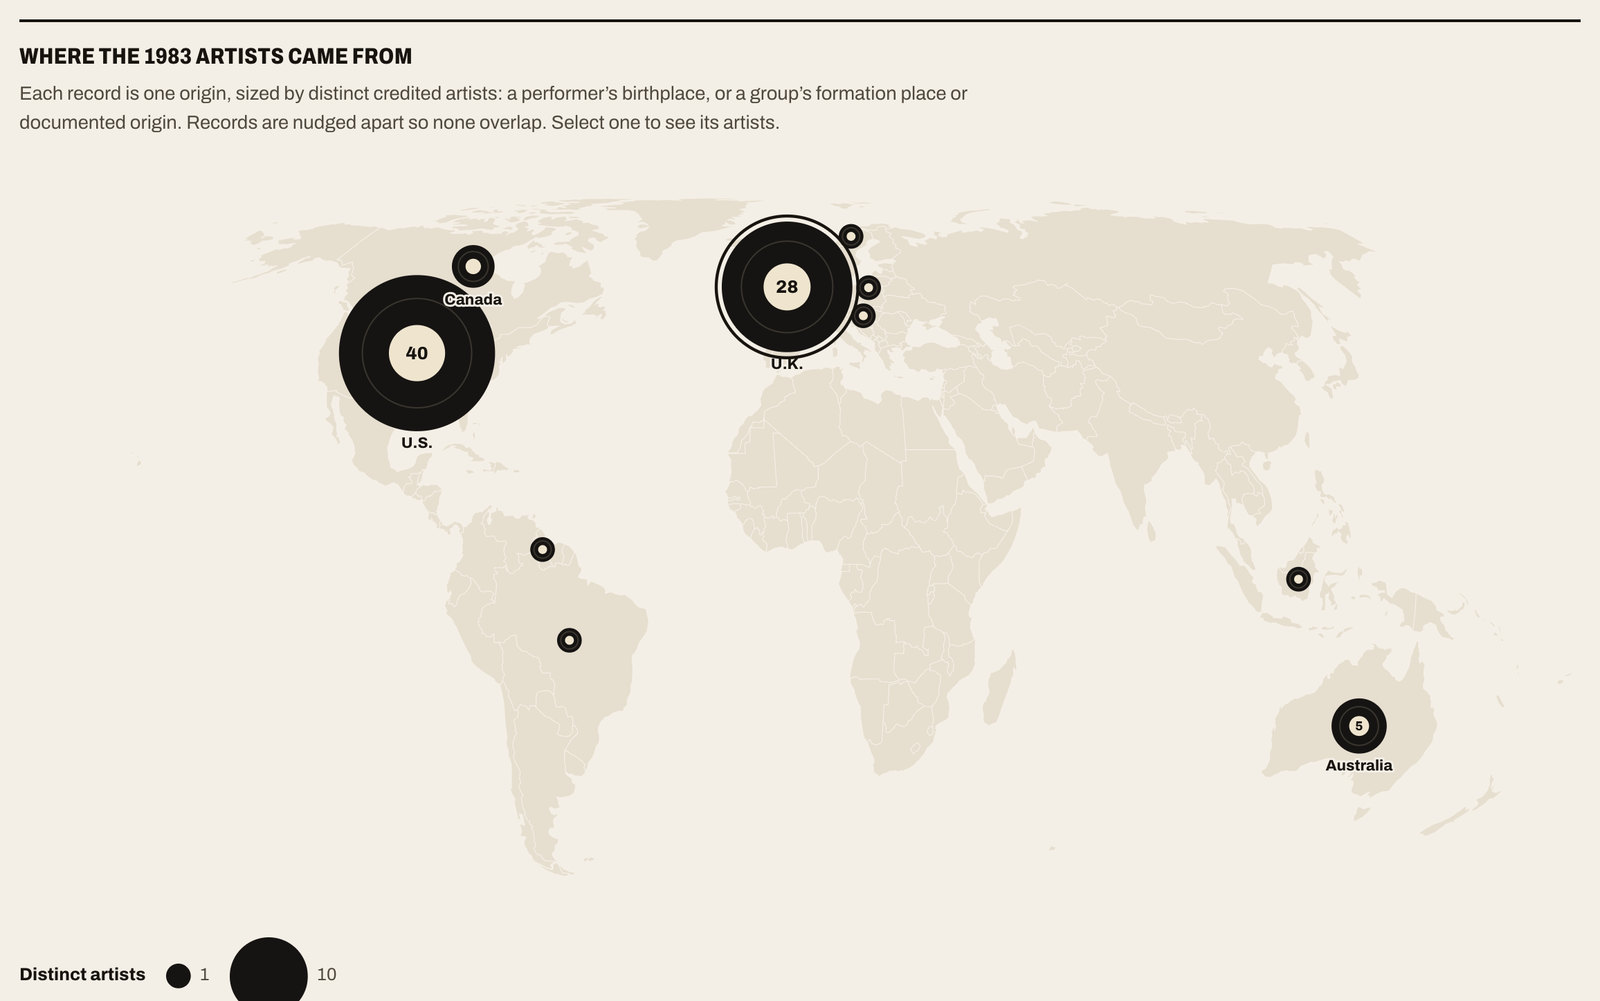 WHERE THE 1983 ARTISTS CAME FROM
Each record is one origin, sized by distinct credited artists: a performer’s birthplace, or a group’s formation place or
documented origin. Records are nudged apart so none overlap. Select one to see its artists.
Canada
28
40
U.K.
U.S.
5
Australia
Distinct artists 1 10